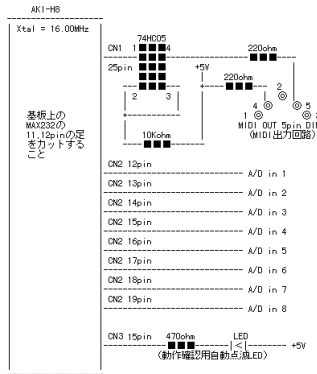 AKI-H8
Xtal = 16.00MHz
74HC05
CN1 1 4
220ohm
25pin
+5V
220ohm
2 3
2
4 5
1 3
MIDI OUT 5pin DIN
(MIDI出力回路)
10Kohm
基板上の
MAX232の
11,12pinの足
をカットする
こと
CN2 12pin
A/D in 1
CN2 13pin
A/D in 2
CN2 14pin
A/D in 3
CN2 15pin
A/D in 4
CN2 16pin
A/D in 5
CN2 17pin
A/D in 6
CN2 18pin
A/D in 7
CN2 19pin
A/D in 8
CN3 15pin 470ohm LED
|<| +5V
(動作確認用自動点滅LED)